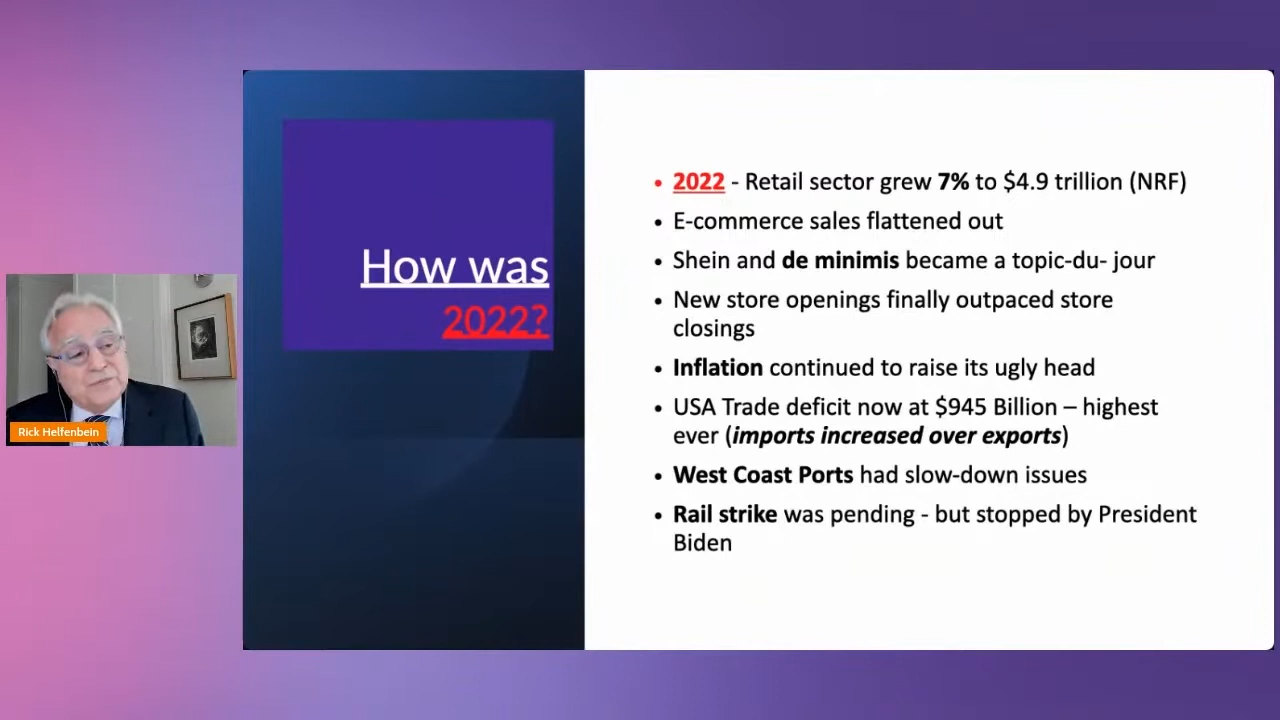 How was
2022?
• 2022 - Retail sector grew 7% to $4.9 trillion (NRF)
• E-commerce sales flattened out
• Shein and de minimis became a topic-du- jour
• New store openings finally outpaced store
closings
• Inflation continued to raise its ugly head
• USA Trade deficit now at $945 Billion – highest
ever (imports increased over exports)
• West Coast Ports had slow-down issues
• Rail strike was pending - but stopped by President
Biden
Rick Helfenbein